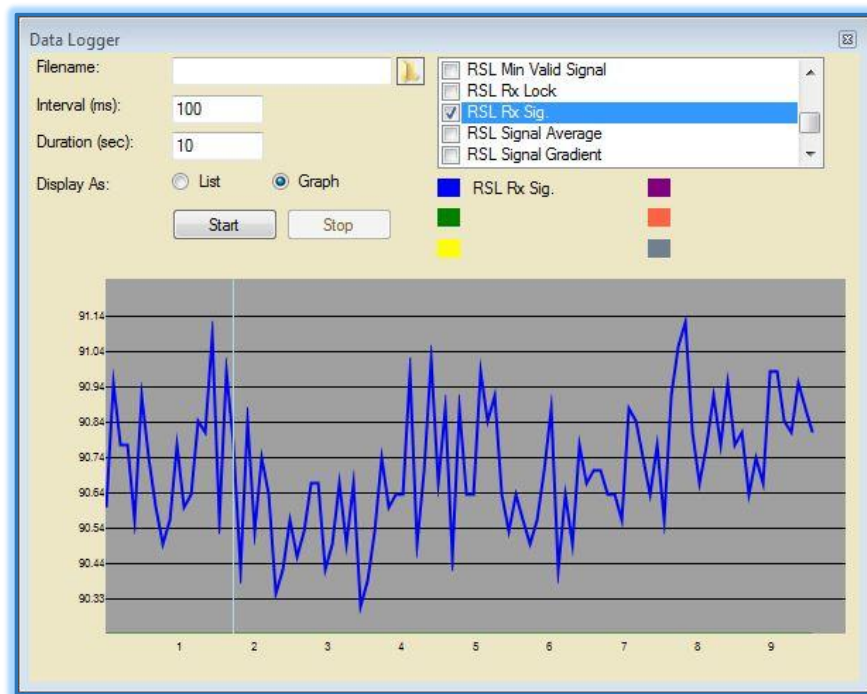 Data Logger
Filename:
Interval (ms): 100
Duration (sec): 10
Display As: List Graph
Start Stop
RSL Min Valid Signal
RSL Rx Lock
RSL Rx Sig.
RSL Signal Average
RSL Signal Gradient
RSL Rx Sig.
91.14
91.04
90.94
90.84
90.74
90.64
90.54
90.44
90.33
1 2 3 4 5 6 7 8 9